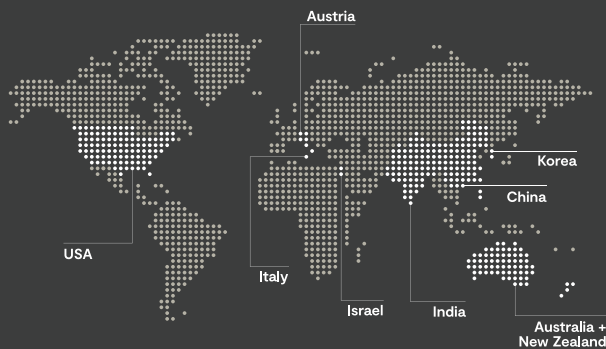 Austria
Korea
China
USA
Italy
Israel
India
Australia +
New Zealand